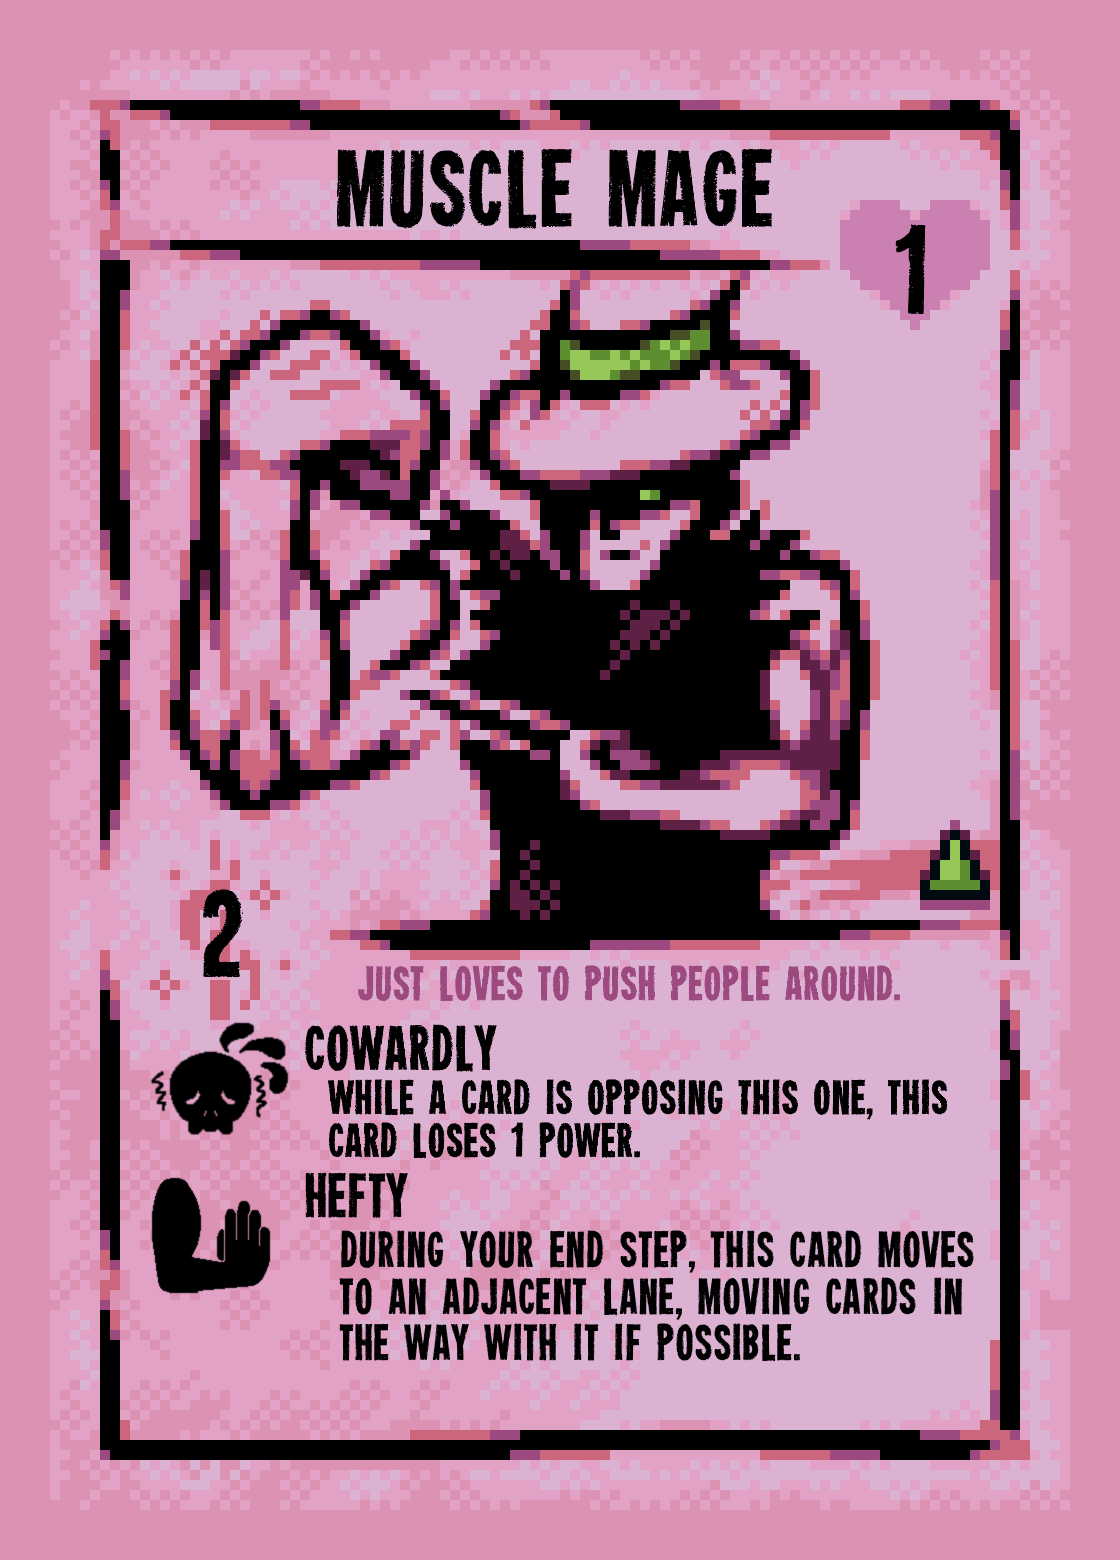 MUSCLE MAGE
1
2
JUST LOVES TO PUSH PEOPLE AROUND.
COWARDLY
WHILE A CARD IS OPPOSING THIS ONE, THIS
CARD LOSES 1 POWER.
HEFTY
DURING YOUR END STEP, THIS CARD MOVES
TO AN ADJACENT LANE, MOVING CARDS IN
THE WAY WITH IT IF POSSIBLE.